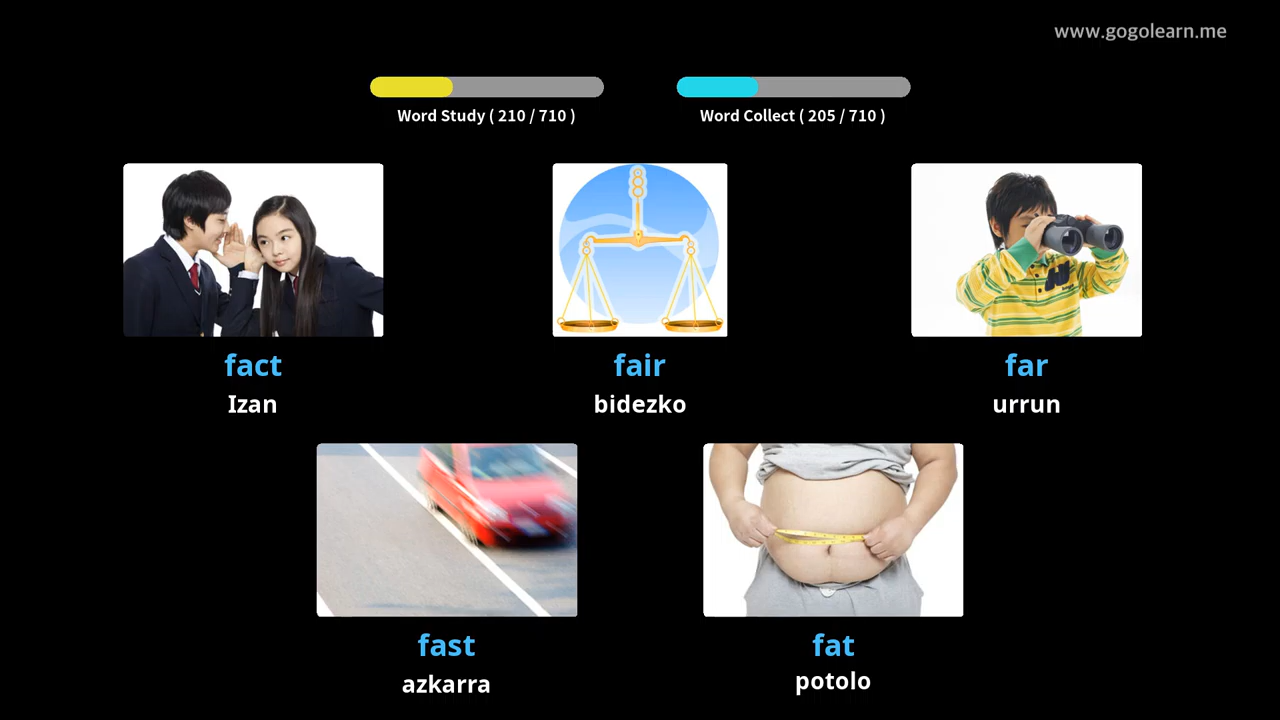 www.gogolearn.me
Word Study ( 210 / 710 )
Word Collect ( 205 / 710 )
fact
Izan
fair
bidezko
far
urrun
fast
azkarra
fat
potolo